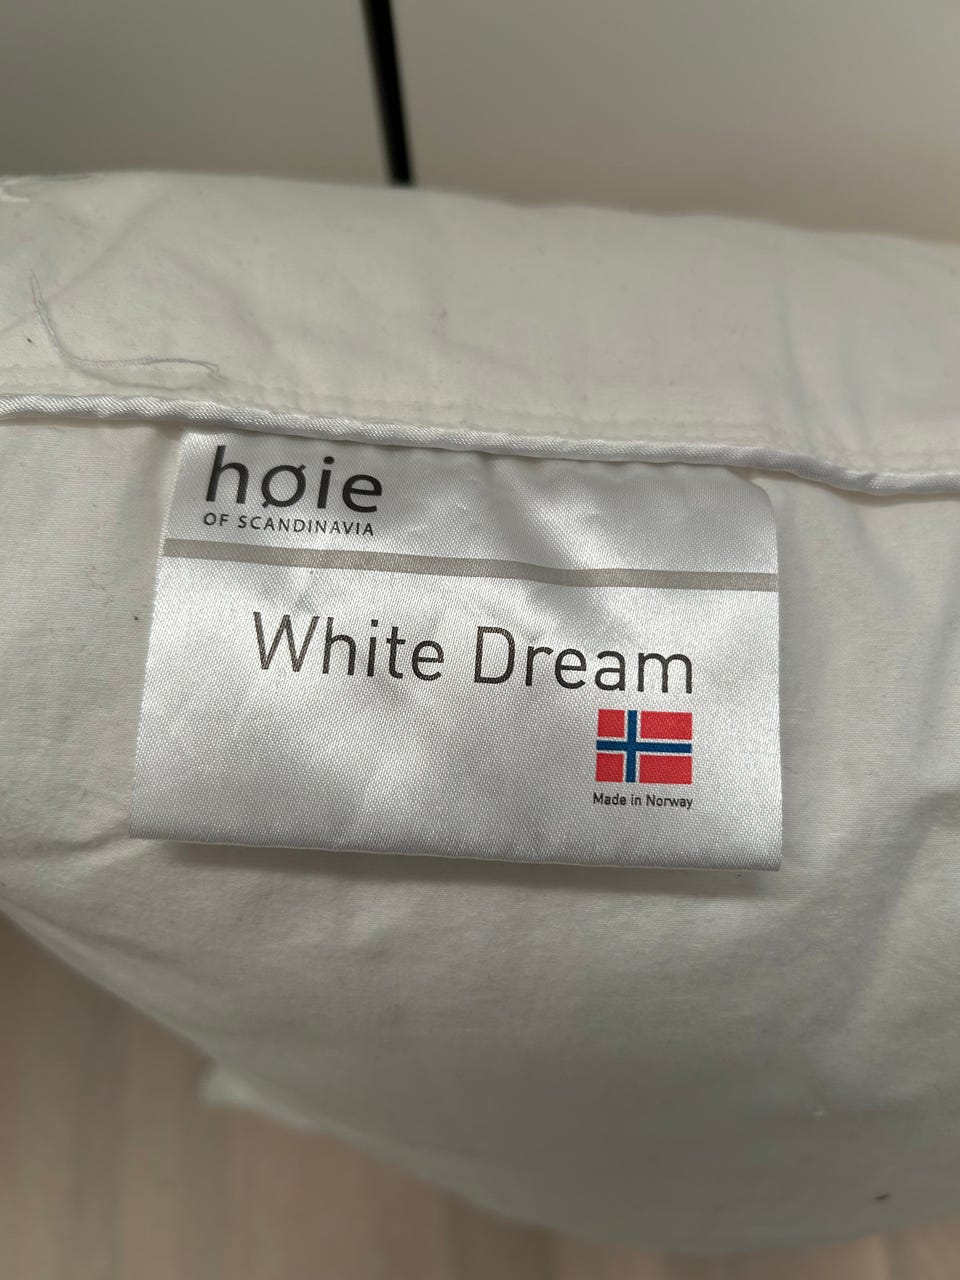 høie
OF SCANDINAVIA
White Dream
Made in Norway